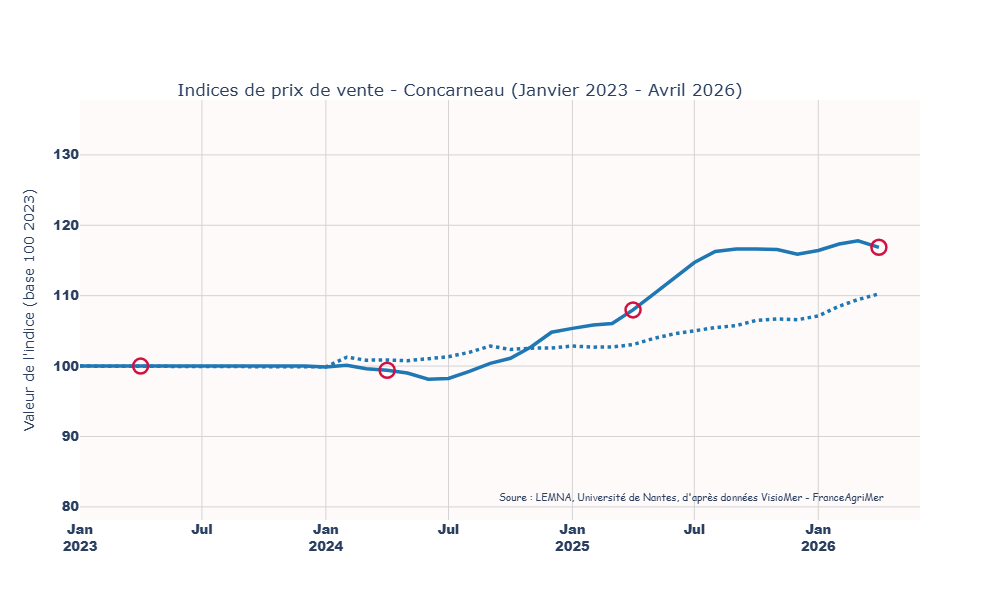 Indices de prix de vente - Concarneau (Janvier 2023 - Avril 2026)
Valeur de l'indice (base 100 2023)
130
120
110
100
90
80
Soure : LEMNA, Université de Nantes, d'après données VisioMer - FranceAgriMer
Jan Jul Jan Jul Jan Jul Jan
2023 2024 2025 2026